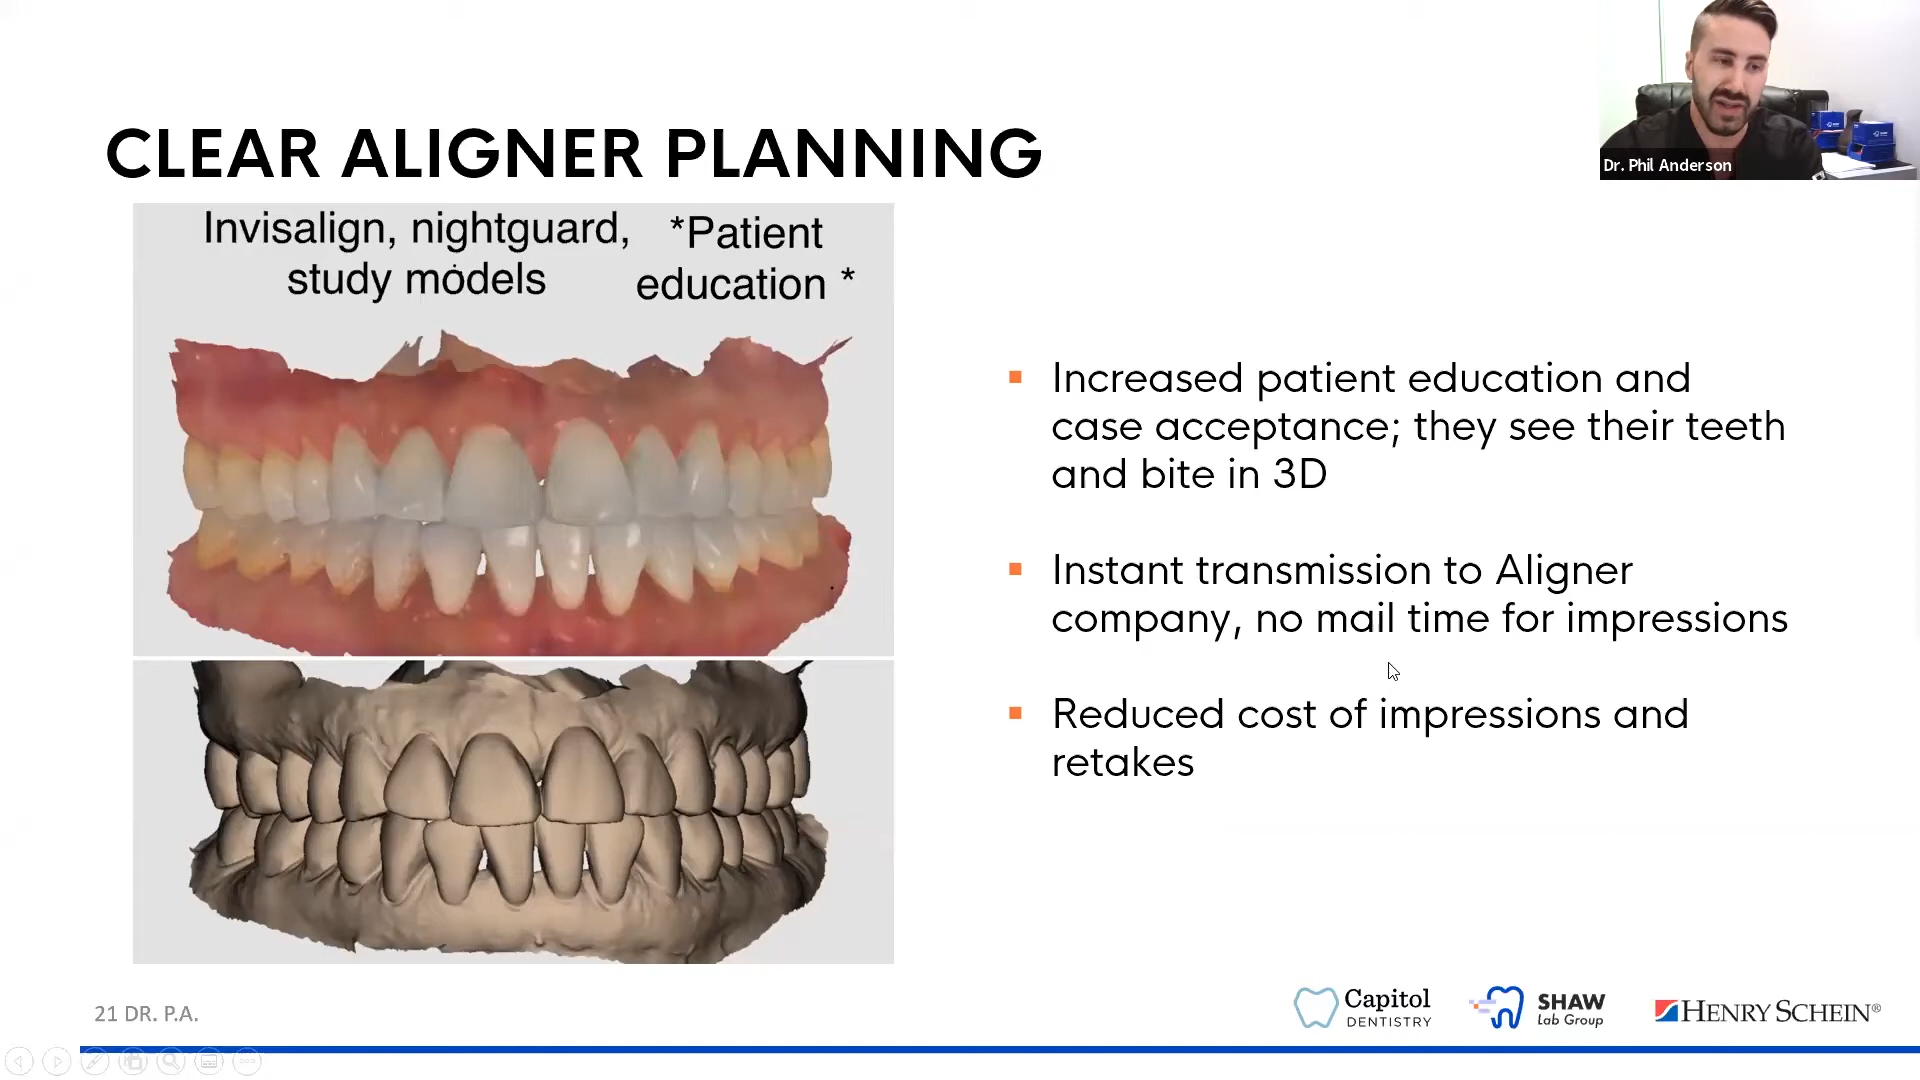 Dr. Phil Anderson
CLEAR ALIGNER PLANNING
Invisalign, nightguard,
study models
*Patient
education *
▪ Increased patient education and
case acceptance; they see their teeth
and bite in 3D
▪ Instant transmission to Aligner
company, no mail time for impressions
▪ Reduced cost of impressions and
retakes
21 DR. P.A.
Capitol
DENTISTRY
SHAW
Lab Group
HENRY SCHEIN®